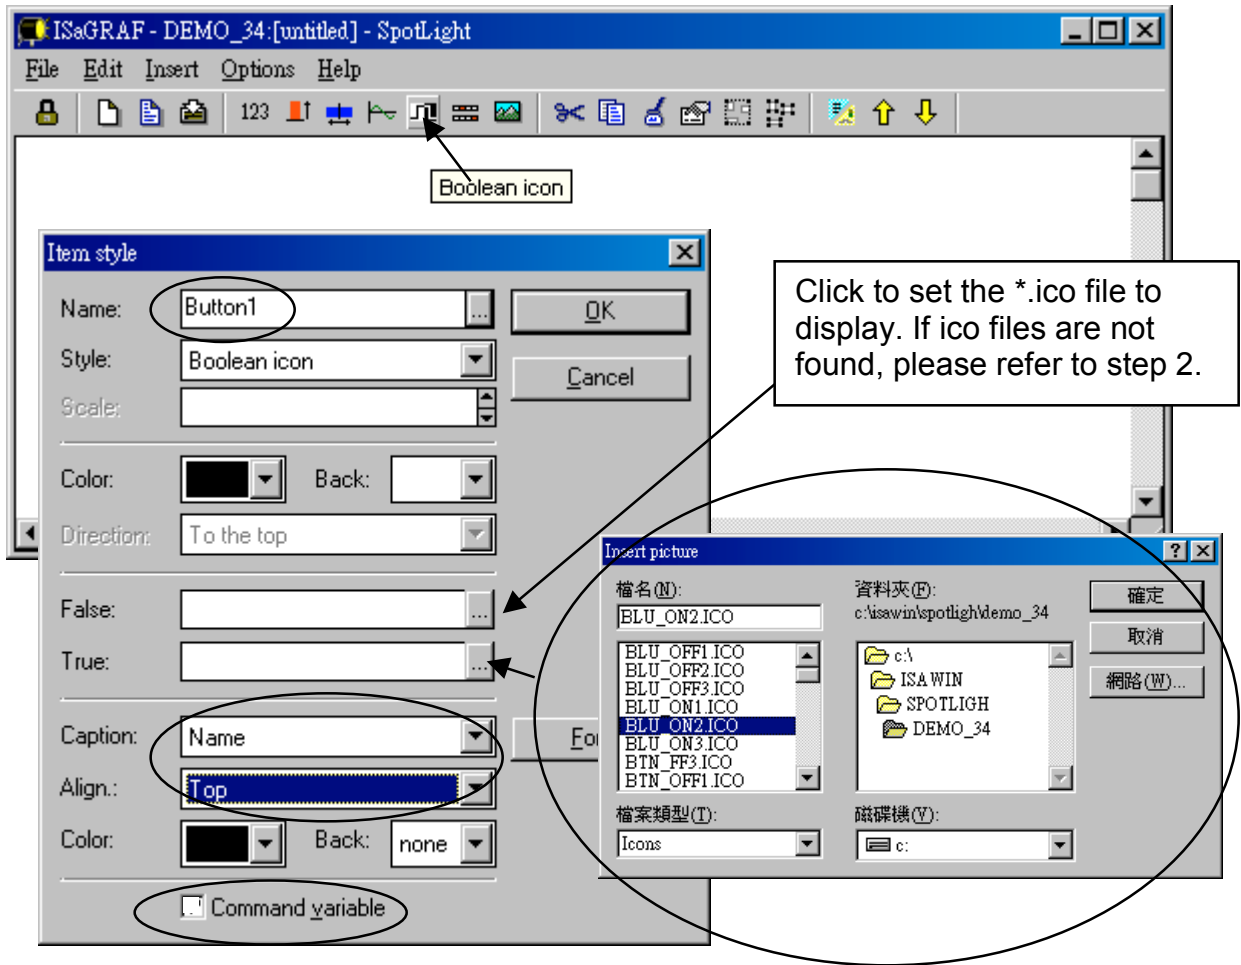 ISaGRAF - DEMO_34:[untitled] - SpotLight
File Edit Insert Options Help
123
Boolean icon
Item style
Name: Button1 ...
OK
Style: Boolean icon
Cancel
Scale:
Color: Back:
Direction: To the top
False: ...
True: ...
Caption: Name
Align.: Top
Color: Back: none
Command variable
Click to set the *.ico file to
display. If ico files are not
found, please refer to step 2.
Insert picture
檔名(N):
BLU_ON2.ICO
BLU_OFF1.ICO
BLU_OFF2.ICO
BLU_OFF3.ICO
BLU_ON1.ICO
BLU_ON2.ICO
BLU_ON3.ICO
BTN_FF3.ICO
BTN_OFF1.ICO
檔案類型(T):
Icons
資料夾(F):
c:\isawin\spotligh\demo_34
c:\
ISAWIN
SPOTLIGH
DEMO_34
磁碟機(V):
c:
確定
取消
網路(W)...